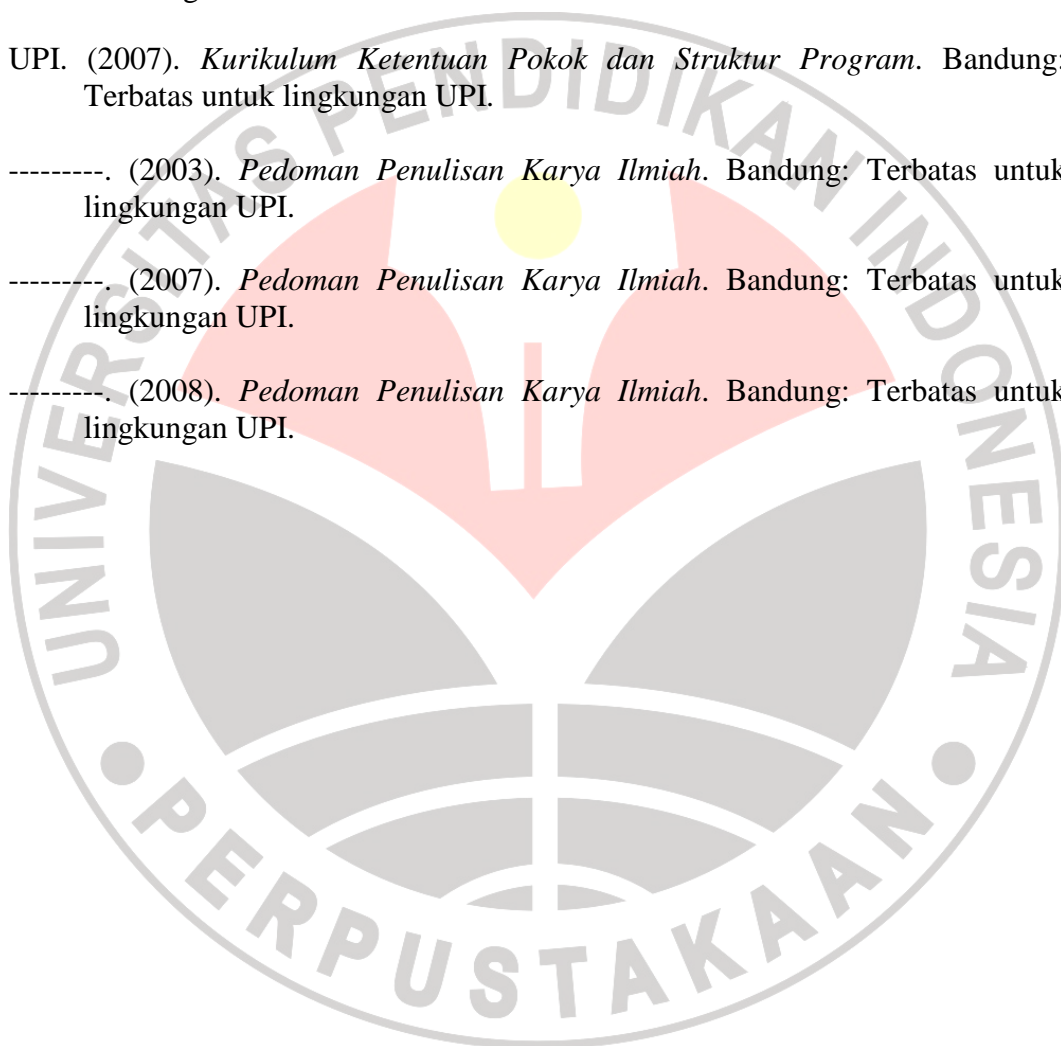 UPI. (2007). Kurikulum Ketentuan Pokok dan Struktur Program. Bandung:
Terbatas untuk lingkungan UPI.
---------. (2003). Pedoman Penulisan Karya Ilmiah. Bandung: Terbatas untuk
lingkungan UPI.
---------. (2007). Pedoman Penulisan Karya Ilmiah. Bandung: Terbatas untuk
lingkungan UPI.
---------. (2008). Pedoman Penulisan Karya Ilmiah. Bandung: Terbatas untuk
lingkungan UPI.
UNIVERSITAS PENDIDIKAN INDONESIA
PERPUSTAKAAN